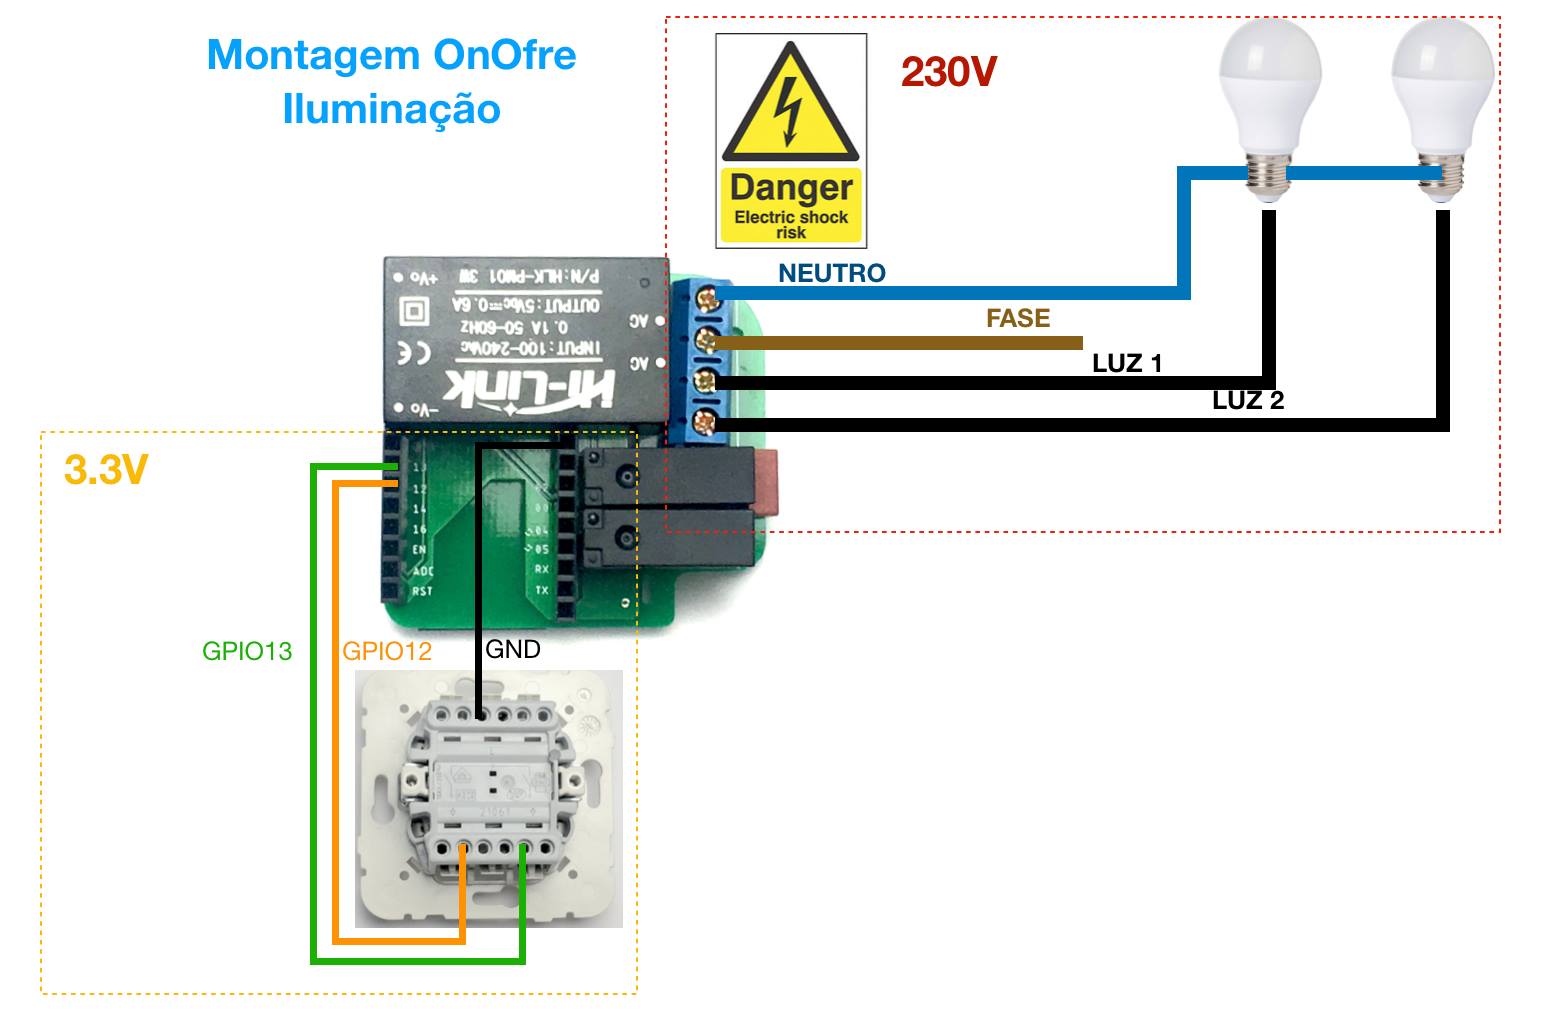 Montagem OnOfre
Iluminação
230V
Danger
Electric shock
risk
NEUTRO
FASE
LUZ 1
LUZ 2
+Vo
P/N:HLK-PM01 3W
OUTPUT:5VDC⎓0.6A
0.1A 50-60HZ
INPUT:100-240VAC
Hi-Link
-Vo
AC
AC
3.3V
13
12
14
16
EN
ADC
RST
04
05
RX
TX
GPIO13
GPIO12
GND
21061